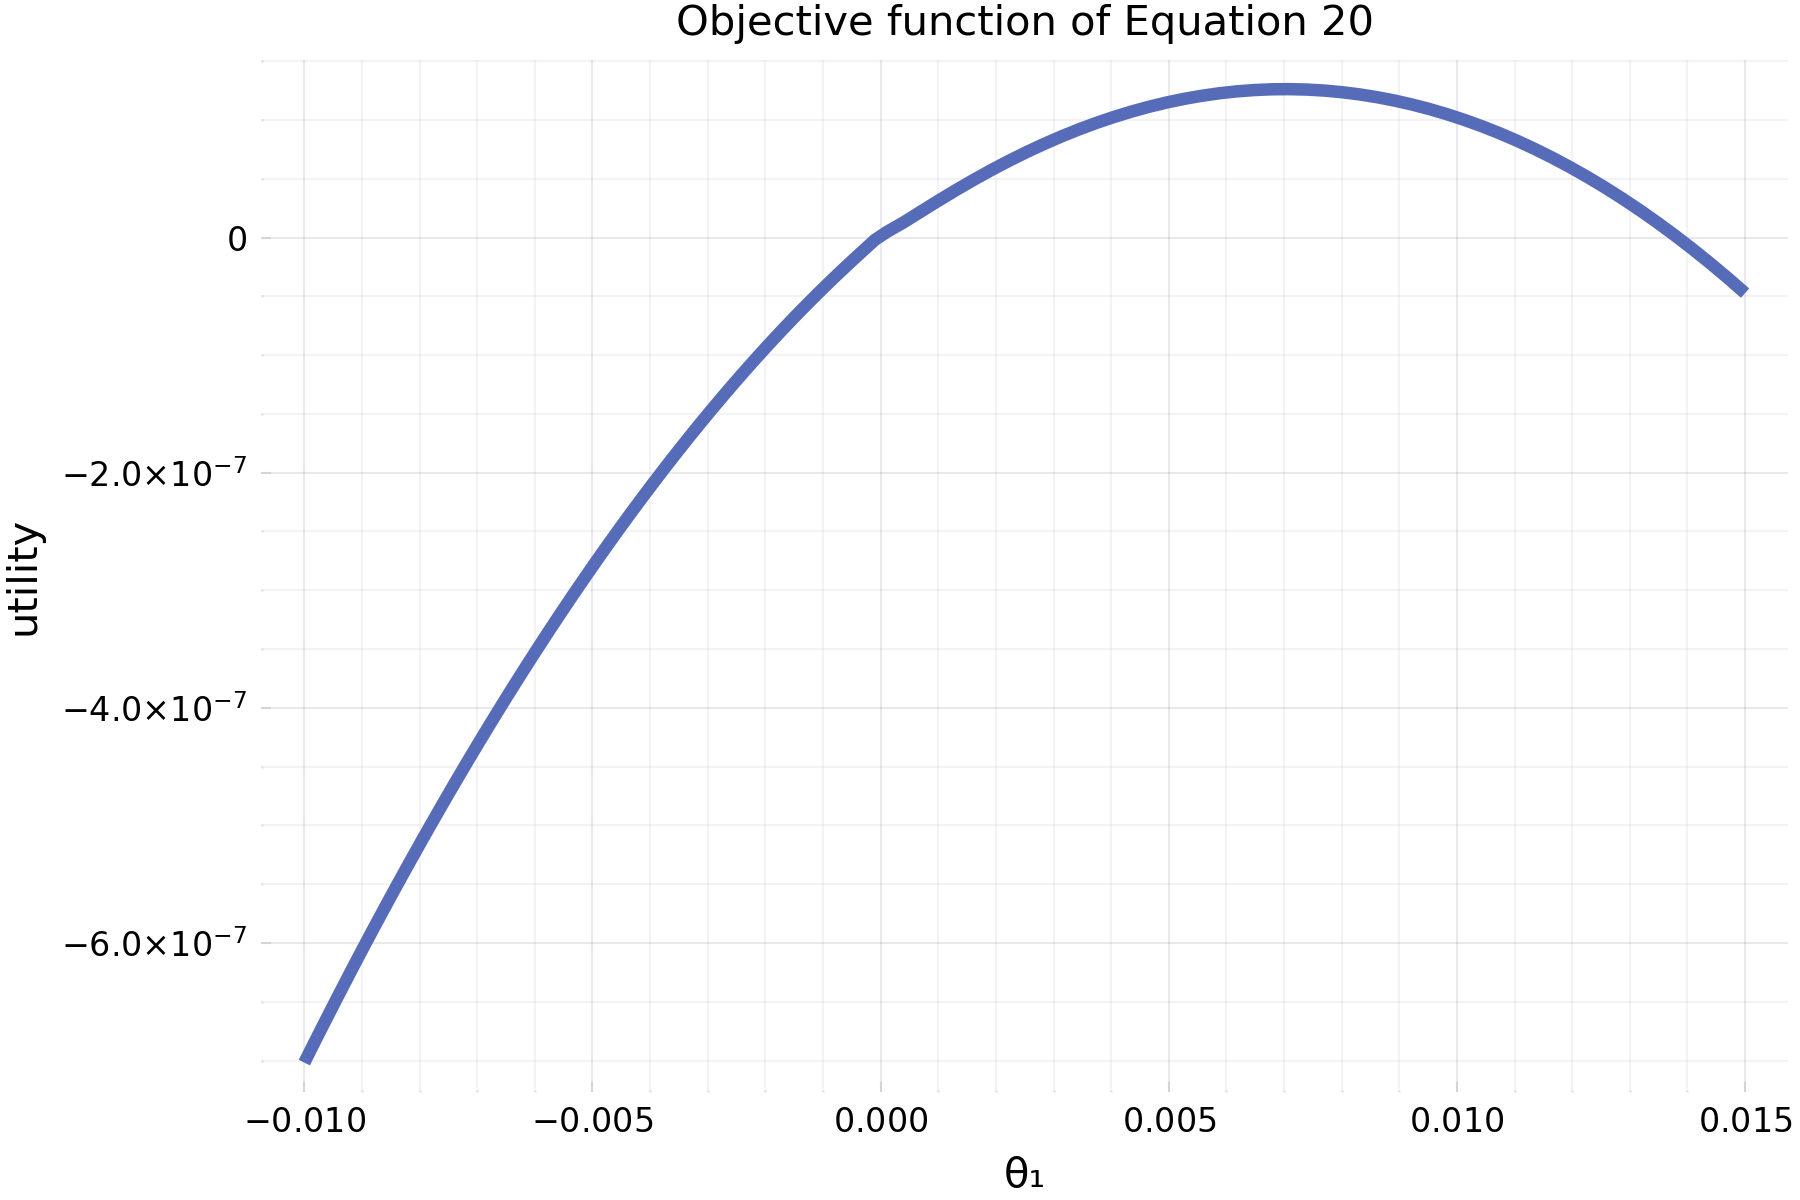 Objective function of Equation 20
0
−2.0×10⁻⁷
−4.0×10⁻⁷
−6.0×10⁻⁷
utility
−0.010 −0.005 0.000 0.005 0.010 0.015
θ₁